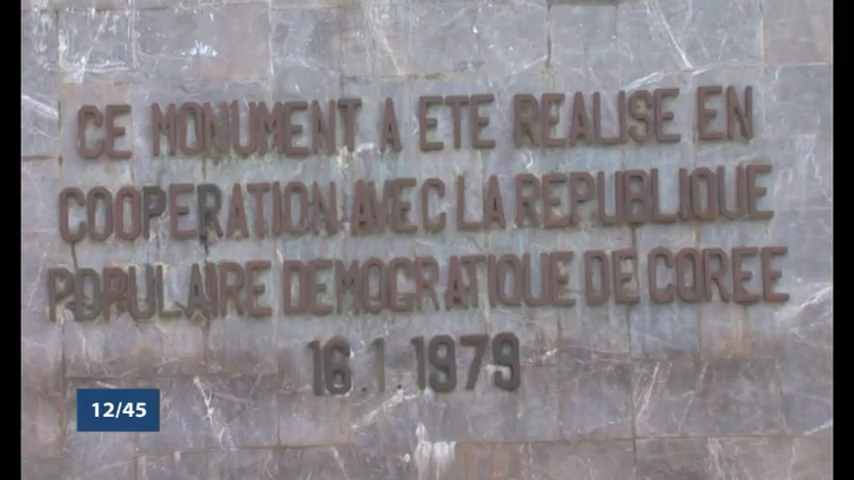 CE MONUMENT A ETE REALISE EN
COOPERATION AVEC LA REPUBLIQUE
POPULAIRE DEMOCRATIQUE DE COREE
16.1.1979
12/45